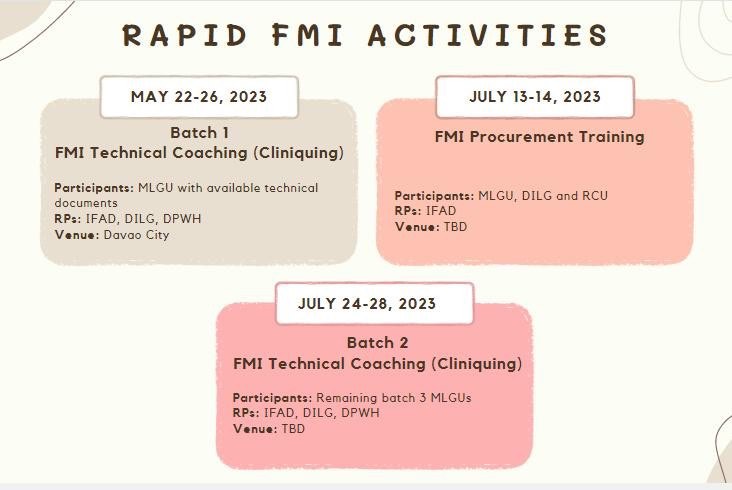 RAPID FMI ACTIVITIES
MAY 22-26, 2023
Batch 1
FMI Technical Coaching (Cliniquing)
Participants: MLGU with available technical
documents
RPs: IFAD, DILG, DPWH
Venue: Davao City
JULY 13-14, 2023
FMI Procurement Training
Participants: MLGU, DILG and RCU
RPs: IFAD
Venue: TBD
JULY 24-28, 2023
Batch 2
FMI Technical Coaching (Cliniquing)
Participants: Remaining batch 3 MLGUs
RPs: IFAD, DILG, DPWH
Venue: TBD